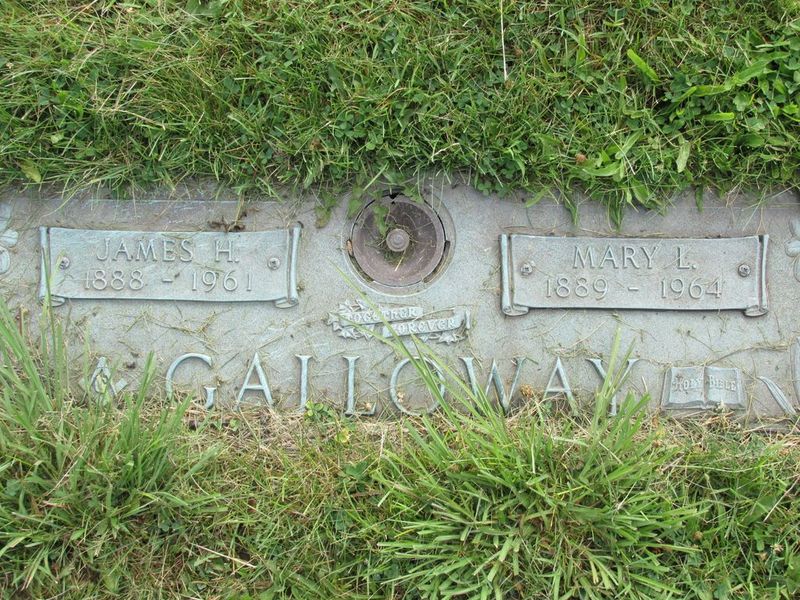 JAMES H.
1888 - 1961
MARY L.
1889 - 1964
TOGETHER
FOREVER
G
GALLOWAY
HOLY BIBLE